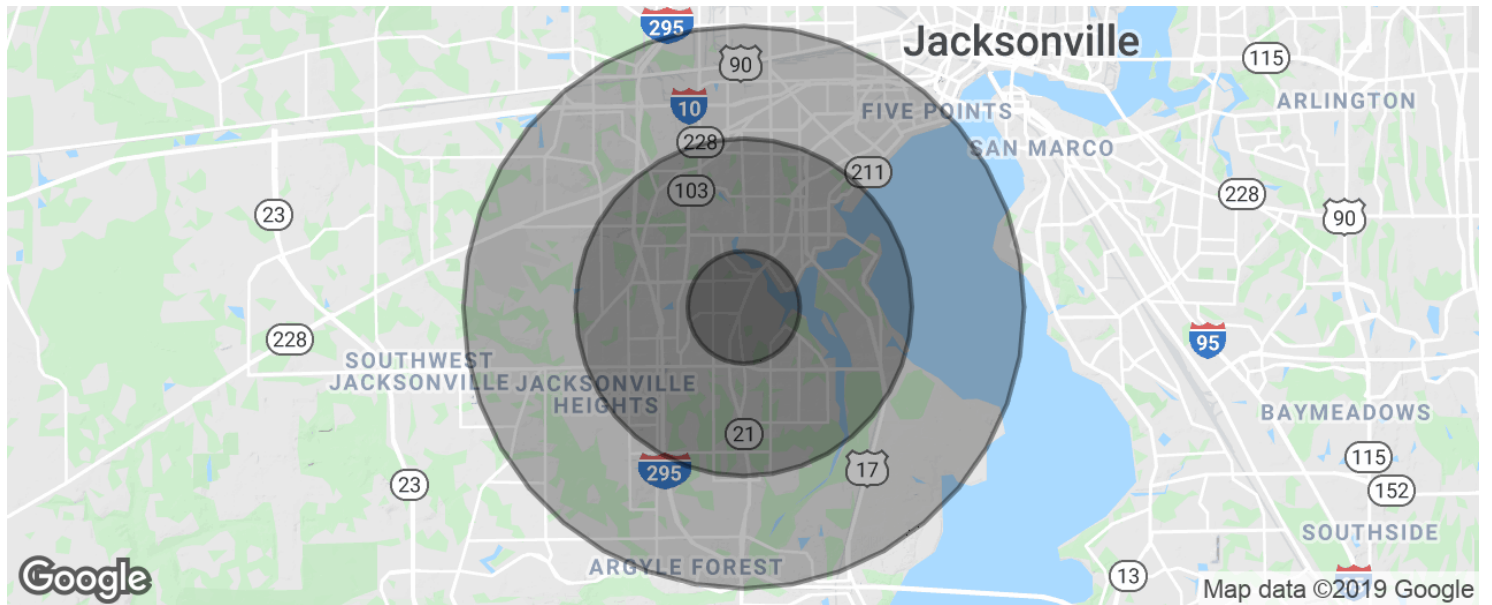 295
Jacksonville
90
115
10
ARLINGTON
FIVE POINTS
228
SAN MARCO
211
103
228
23
90
228
95
SOUTHWEST
JACKSONVILLE
JACKSONVILLE
HEIGHTS
BAYMEADOWS
21
115
295
17
23
152
SOUTHSIDE
ARGYLE FOREST
13
Google
Map data ©2019 Google